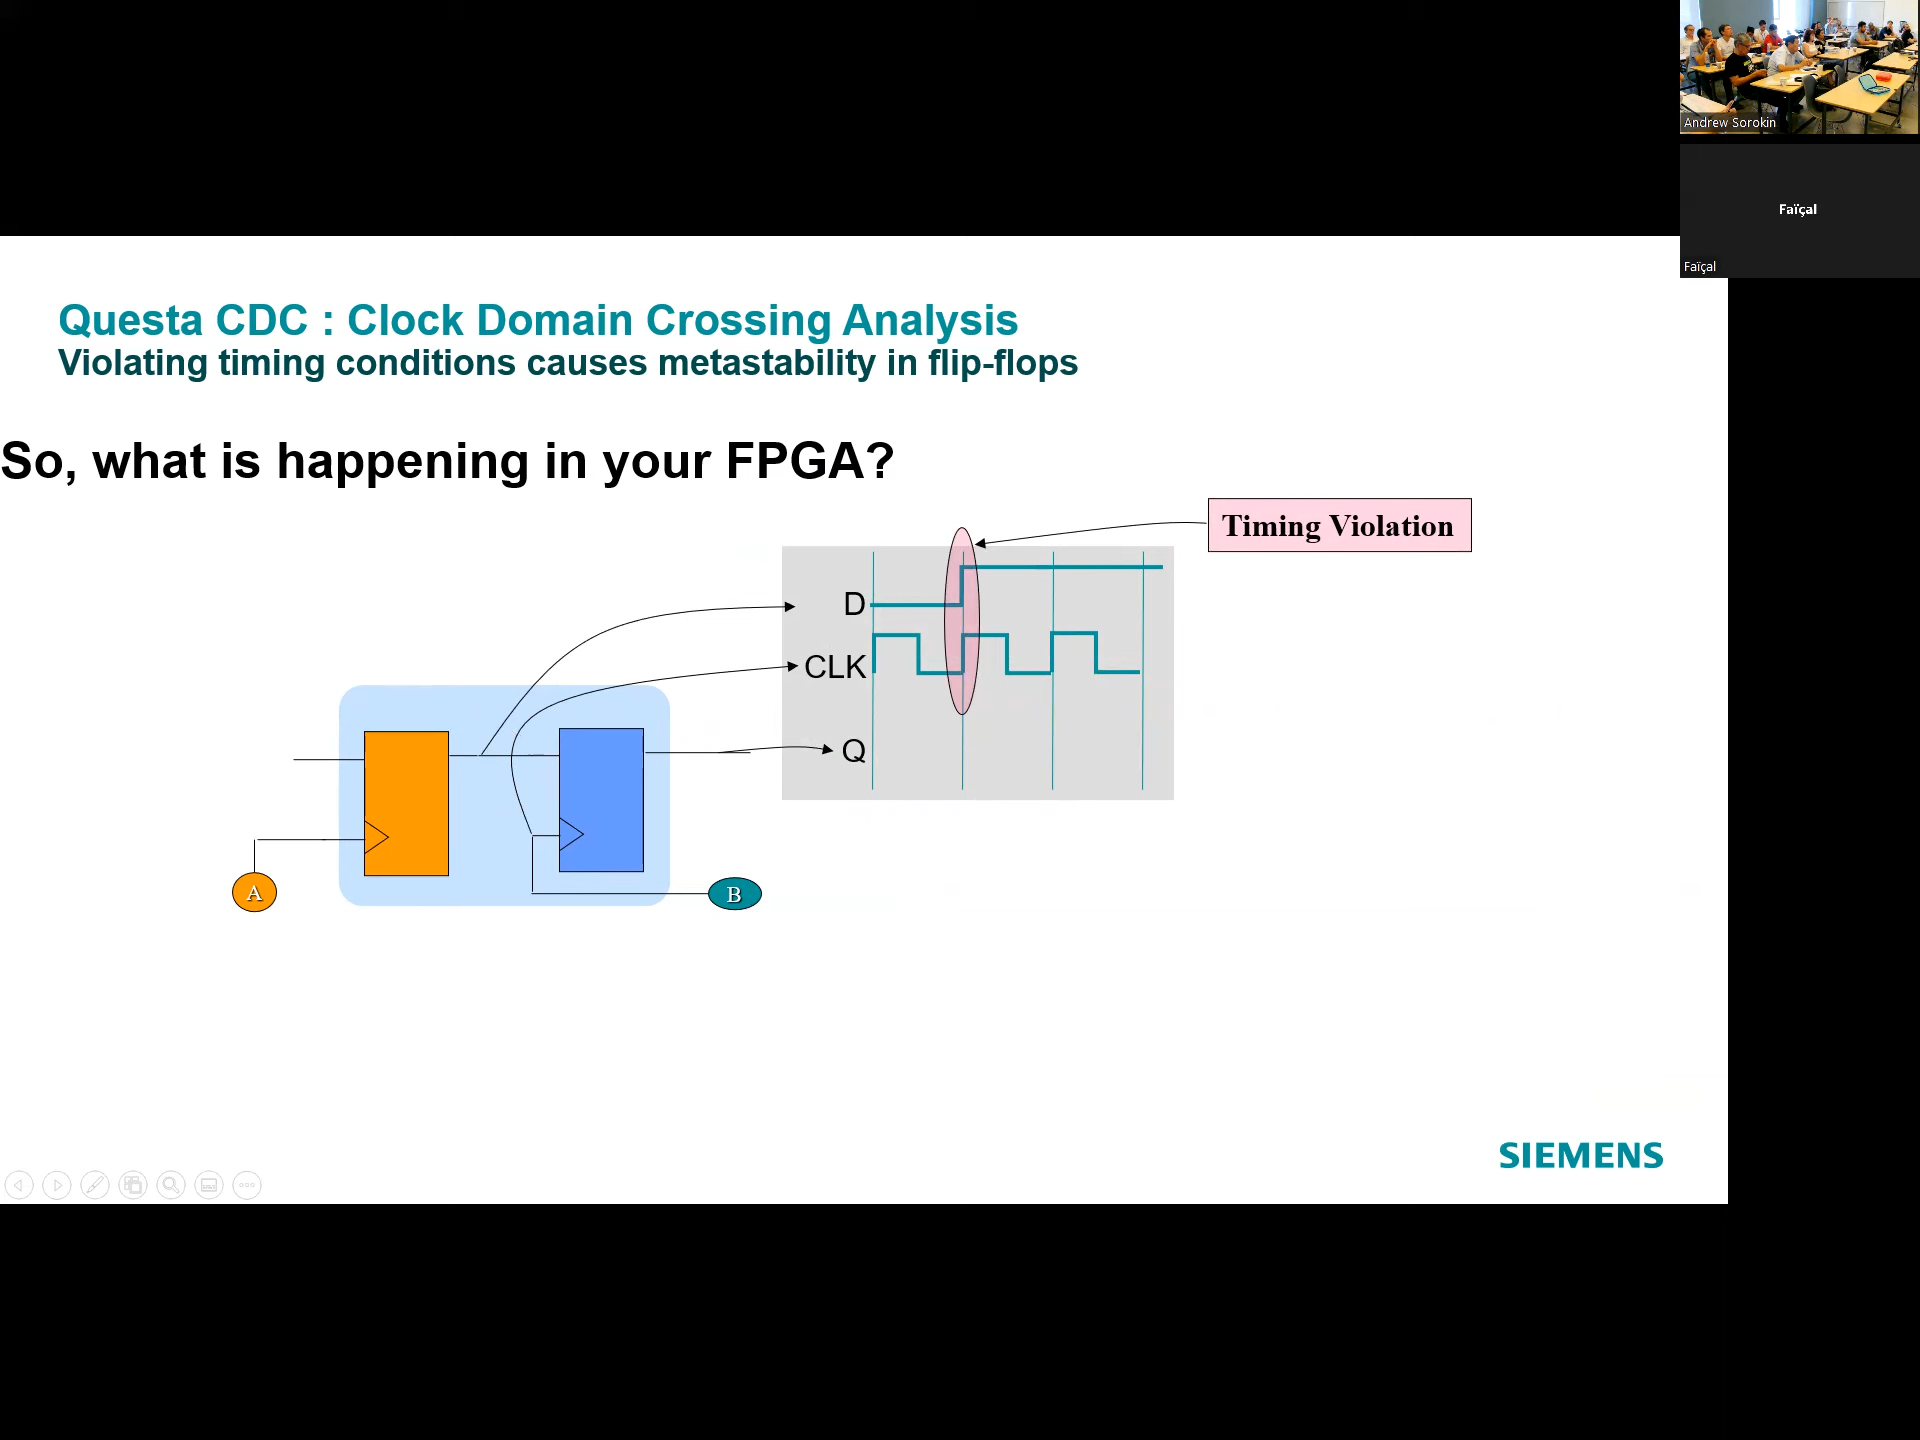 Andrew Sorokin
Faïçal
Faïçal
Questa CDC : Clock Domain Crossing Analysis
Violating timing conditions causes metastability in flip-flops
So, what is happening in your FPGA?
Timing Violation
D
CLK
Q
A
B
SIEMENS